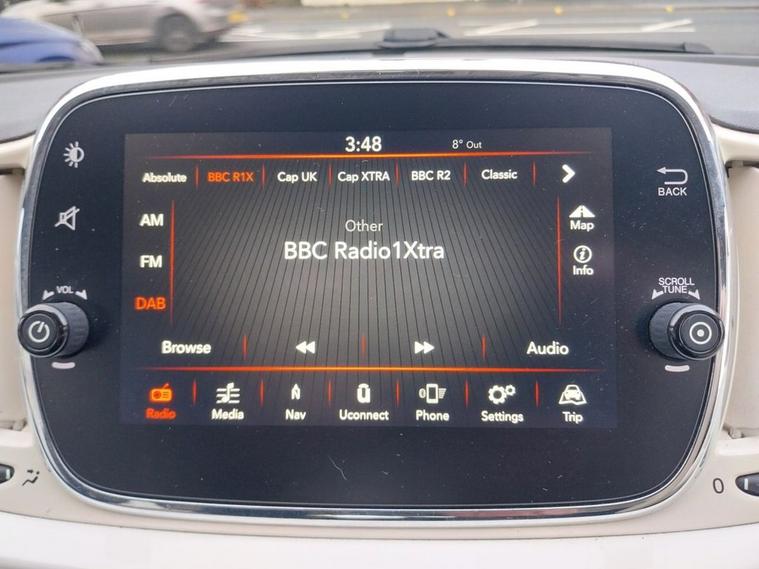 3:48 8° Out
Absolute BBC R1X Cap UK Cap XTRA BBC R2 Classic
BACK
AM
Other
Map
BBC Radio1Xtra
FM
Info
VOL
SCROLL
TUNE
DAB
Browse Audio
Radio Media Nav Uconnect Phone Settings Trip
0